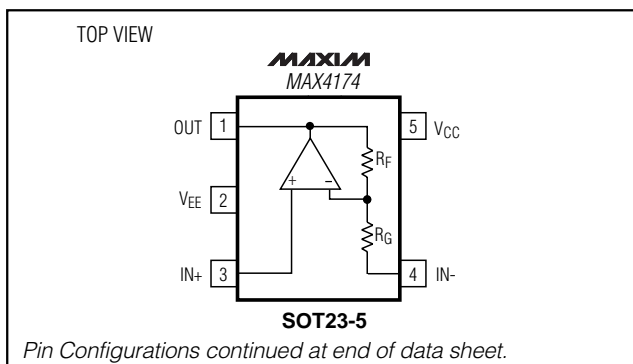 TOP VIEW
MAXIM
MAX4174
OUT 1
5 VCC
RF
+ −
VEE 2
RG
IN+ 3
4 IN-
SOT23-5
Pin Configurations continued at end of data sheet.